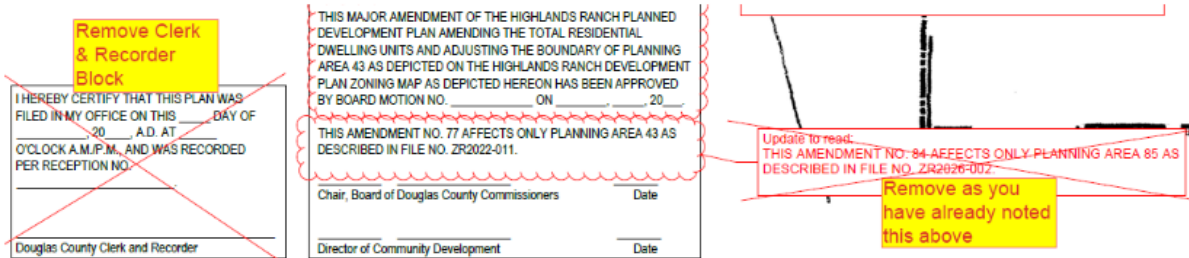 Remove Clerk
& Recorder
Block
I HEREBY CERTIFY THAT THIS PLAN WAS
FILED IN MY OFFICE ON THIS _____ DAY OF
__________, 20____, A.D. AT _______
O'CLOCK A.M./P.M., AND WAS RECORDED
PER RECEPTION NO.
______________________.
Douglas County Clerk and Recorder
THIS MAJOR AMENDMENT OF THE HIGHLANDS RANCH PLANNED
DEVELOPMENT PLAN AMENDING THE TOTAL RESIDENTIAL
DWELLING UNITS AND ADJUSTING THE BOUNDARY OF PLANNING
AREA 43 AS DEPICTED ON THE HIGHLANDS RANCH DEVELOPMENT
PLAN ZONING MAP AS DEPICTED HEREON HAS BEEN APPROVED
BY BOARD MOTION NO. ____________ ON ________, _____, 20___.
THIS AMENDMENT NO. 77 AFFECTS ONLY PLANNING AREA 43 AS
DESCRIBED IN FILE NO. ZR2022-011.
Chair, Board of Douglas County Commissioners Date
Director of Community Development Date
Update to read:
THIS AMENDMENT NO. 84 AFFECTS ONLY PLANNING AREA 85 AS
DESCRIBED IN FILE NO. ZR2026-002.
Remove as you
have already noted
this above